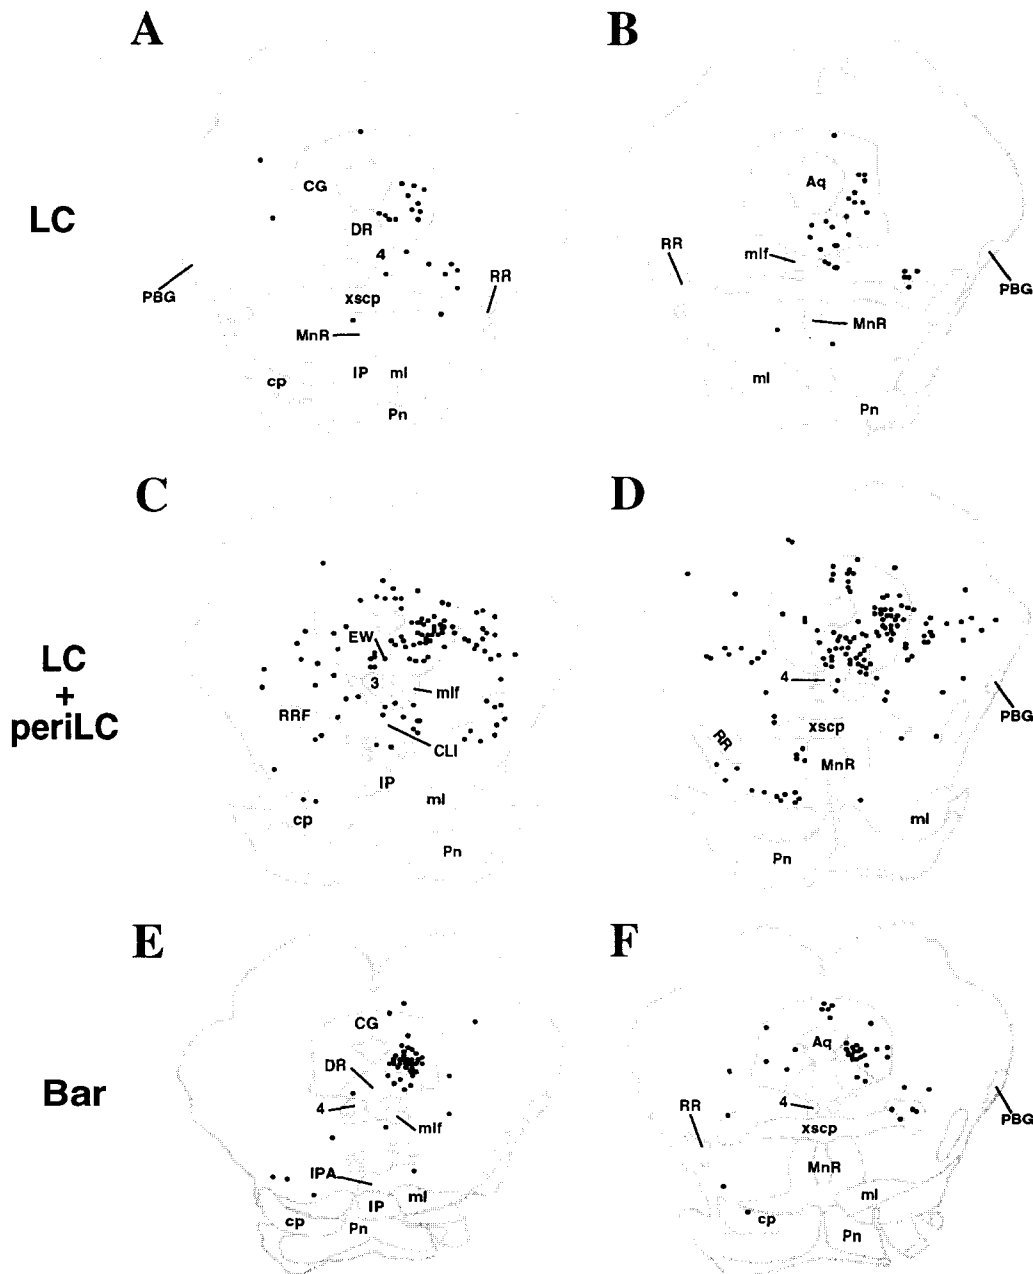 A
B
LC
CG
DR
4
xscp
PBG
MnR
RR
cp
IP
ml
Pn
Aq
RR
mlf
PBG
MnR
ml
Pn
C
D
LC
+
periLC
EW
3
mlf
RRF
CLI
IP
cp
ml
Pn
4
PBG
xscp
RR
MnR
ml
Pn
E
F
Bar
CG
DR
4
mlf
IPA
ml
IP
cp
Pn
Aq
4
RR
PBG
xscp
MnR
ml
cp
Pn